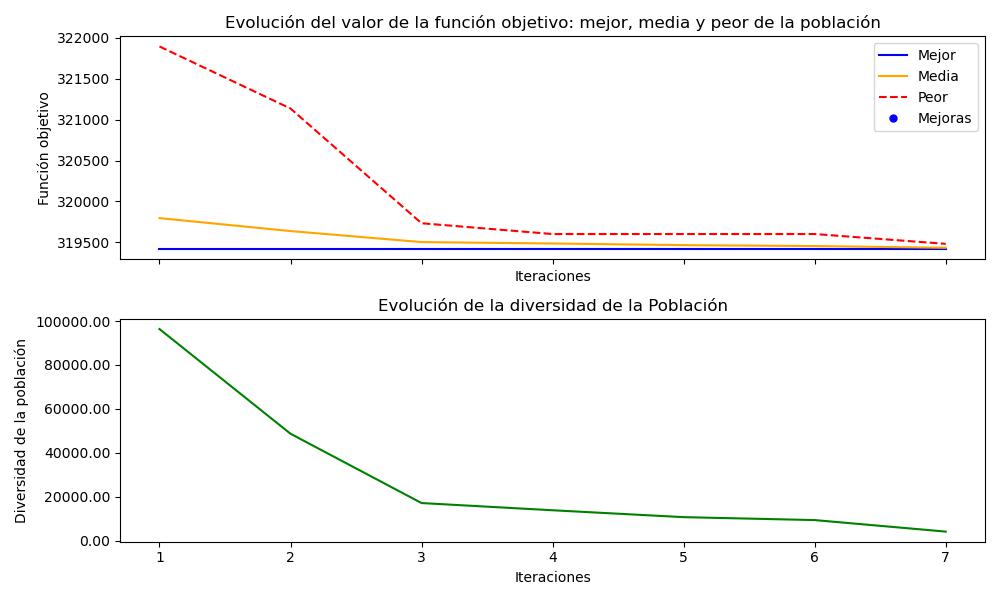 Evolución del valor de la función objetivo: mejor, media y peor de la población
322000
321500
321000
320500
320000
319500
Función objetivo
Mejor
Media
Peor
Mejoras
Iteraciones
Evolución de la diversidad de la Población
100000.00
80000.00
60000.00
40000.00
20000.00
0.00
Diversidad de la población
1 2 3 4 5 6 7
Iteraciones